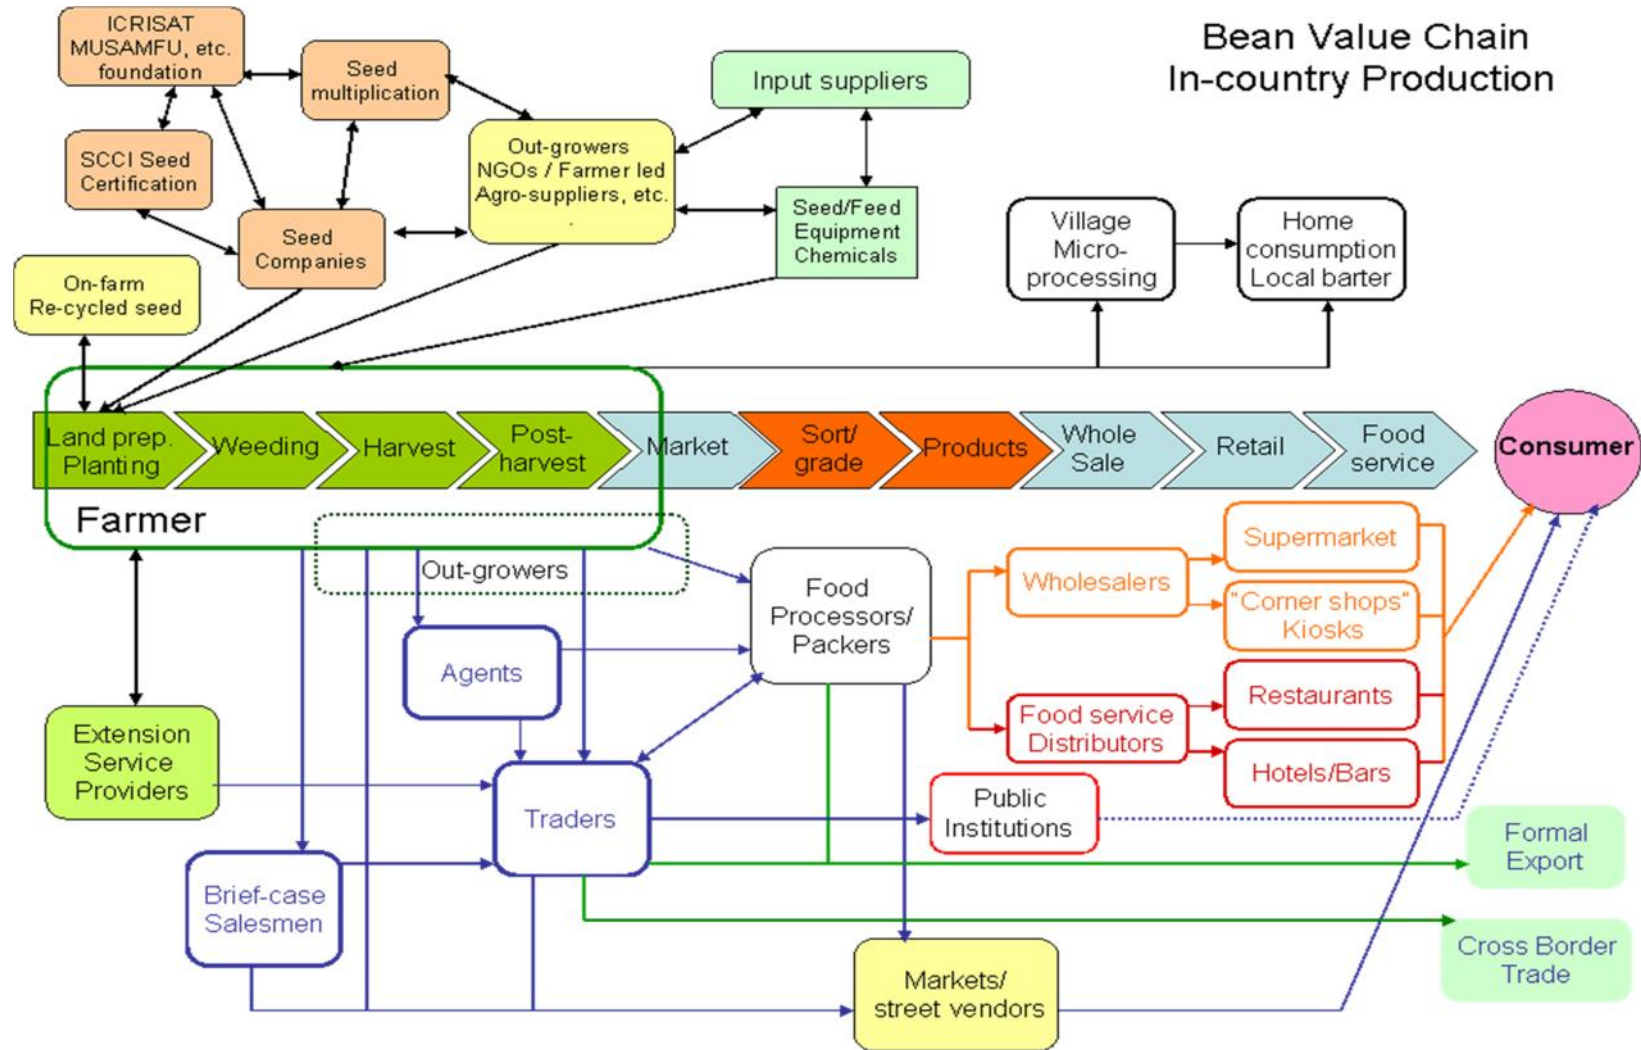 Bean Value Chain
In-country Production
ICRISAT
MUSAMFU, etc.
foundation
Seed
multiplication
Input suppliers
SCCI Seed
Certification
Out-growers
NGOs / Farmer led
Agro-suppliers, etc.
.
Seed
Companies
Seed/Feed
Equipment
Chemicals
Village
Micro-
processing
Home
consumption
Local barter
On-farm
Re-cycled seed
Land prep.
Planting
Weeding
Harvest
Post-
harvest
Market
Sort/
grade
Products
Whole
Sale
Retail
Food
service
Consumer
Farmer
Out-growers
Food
Processors/
Packers
Wholesalers
Supermarket
"Corner shops"
Kiosks
Agents
Food service
Distributors
Restaurants
Hotels/Bars
Extension
Service
Providers
Traders
Public
Institutions
Formal
Export
Brief-case
Salesmen
Cross Border
Trade
Markets/
street vendors